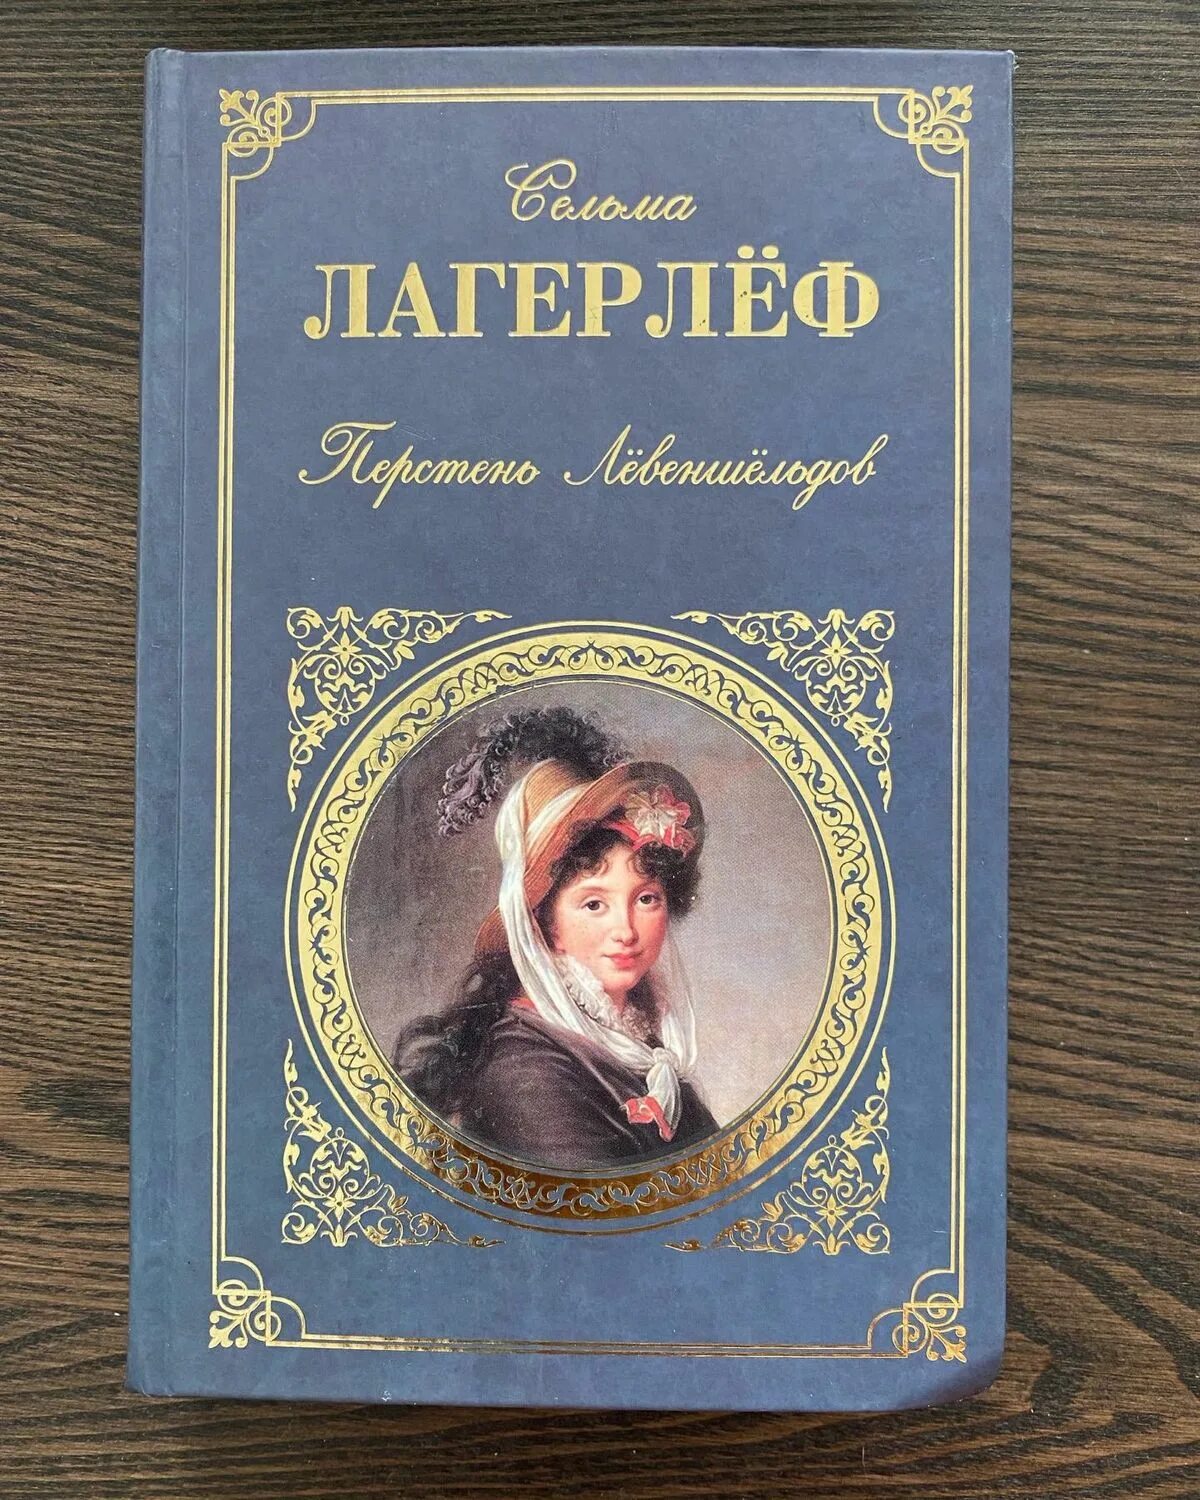 Сельма
ЛАГЕРЛЁФ
Перстень Лёвеншёльдов